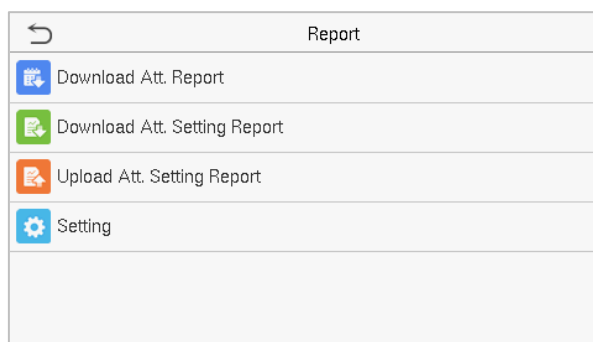 Report
Download Att. Report
Download Att. Setting Report
Upload Att. Setting Report
Setting